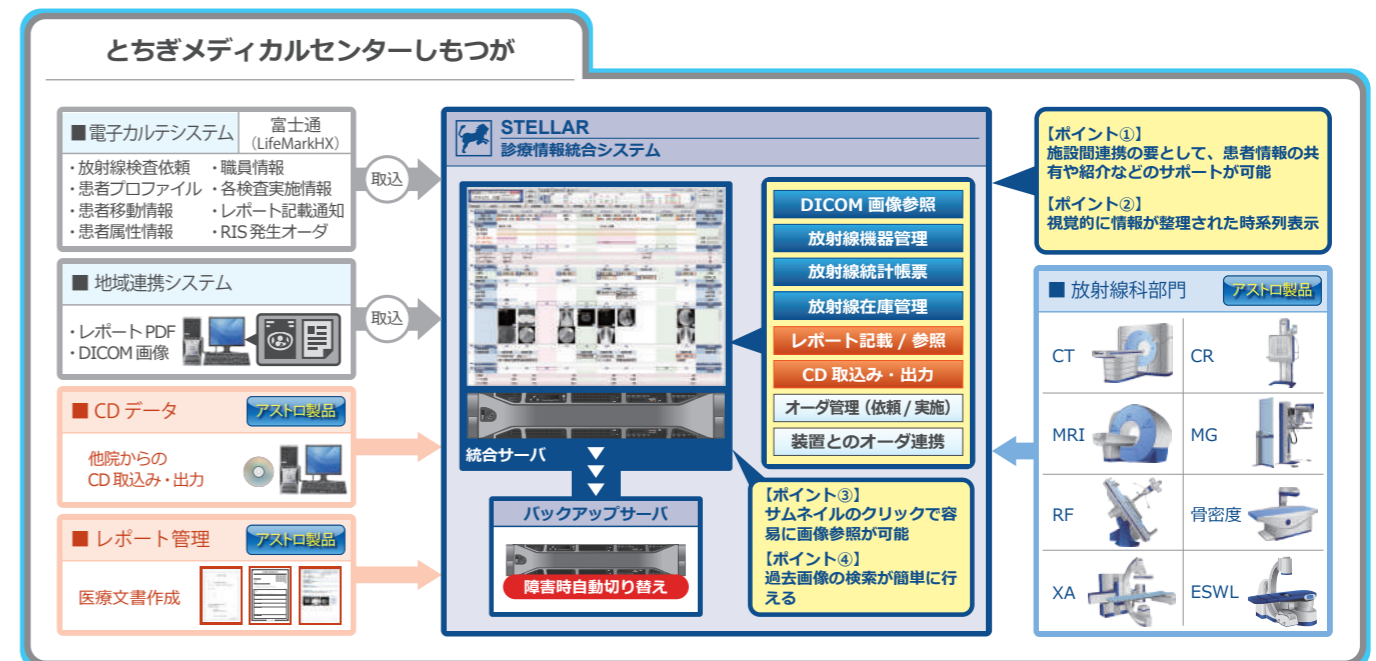 とちぎメディカルセンターしもつが
■電子カルテシステム
富士通
(LifeMarkHX)
・放射線検査依頼 ・職員情報
・患者プロファイル ・各検査実施情報
・患者移動情報 ・レポート記載通知
・患者属性情報 ・RIS発生オーダ
取込
■ 地域連携システム
・レポートPDF
・DICOM画像
取込
■ CDデータ
アストロ製品
他院からの
CD取込み・出力
■ レポート管理
アストロ製品
医療文書作成
STELLAR
診療情報統合システム
統合サーバ
バックアップサーバ
障害時自動切り替え
DICOM 画像参照
放射線機器管理
放射線統計帳票
放射線在庫管理
レポート記載 / 参照
CD 取込み・出力
オーダ管理(依頼/実施)
装置とのオーダ連携
【ポイント③】
サムネイルのクリックで容
易に画像参照が可能
【ポイント④】
過去画像の検索が簡単に行
える
【ポイント①】
施設間連携の要として、患者情報の共
有や紹介などのサポートが可能
【ポイント②】
視覚的に情報が整理された時系列表示
■ 放射線科部門
アストロ製品
CT
CR
MRI
MG
RF
骨密度
XA
ESWL